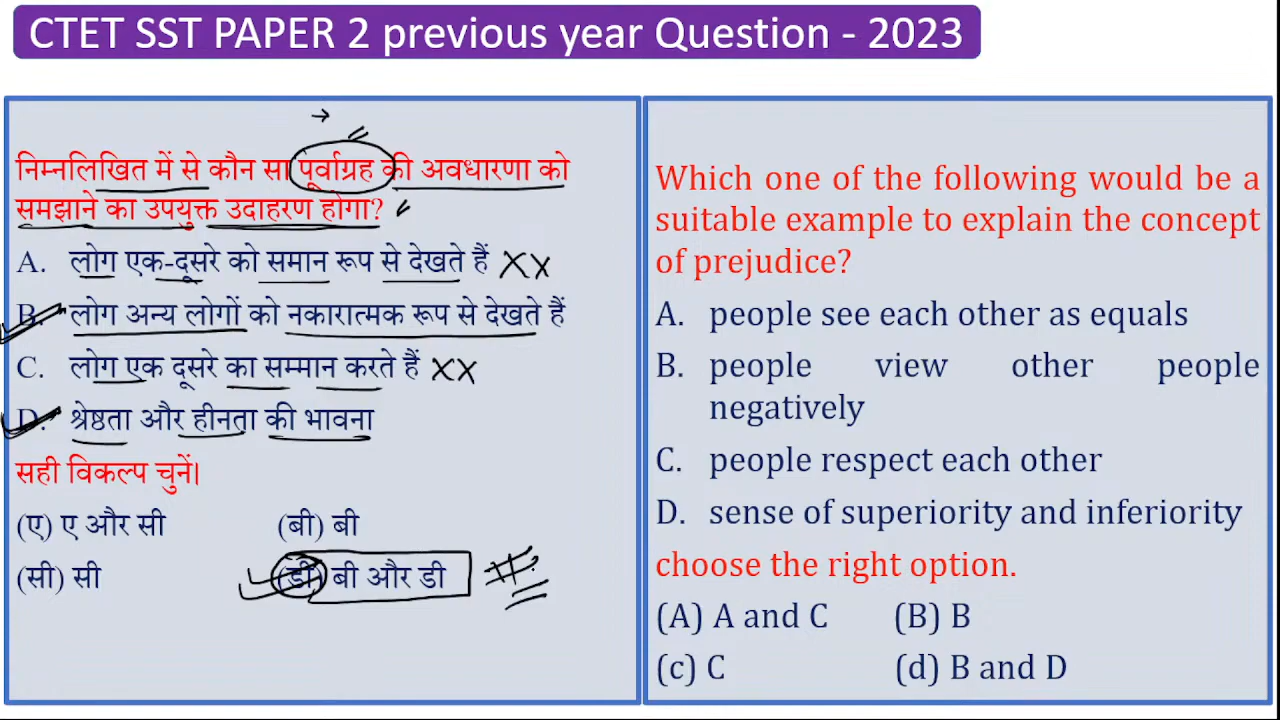 CTET SST PAPER 2 previous year Question - 2023
निम्नलिखित में से कौन सा पूर्वाग्रह की अवधारणा को
समझाने का उपयुक्त उदाहरण होगा?
A. लोग एक-दूसरे को समान रूप से देखते हैं XX
B. लोग अन्य लोगों को नकारात्मक रूप से देखते हैं
C. लोग एक दूसरे का सम्मान करते हैं XX
D. श्रेष्ठता और हीनता की भावना
सही विकल्प चुनें।
(ए) ए और सी (बी) बी
(सी) सी (डी) बी और डी
Which one of the following would be a
suitable example to explain the concept
of prejudice?
A. people see each other as equals
B. people view other people
negatively
C. people respect each other
D. sense of superiority and inferiority
choose the right option.
(A) A and C (B) B
(c) C (d) B and D